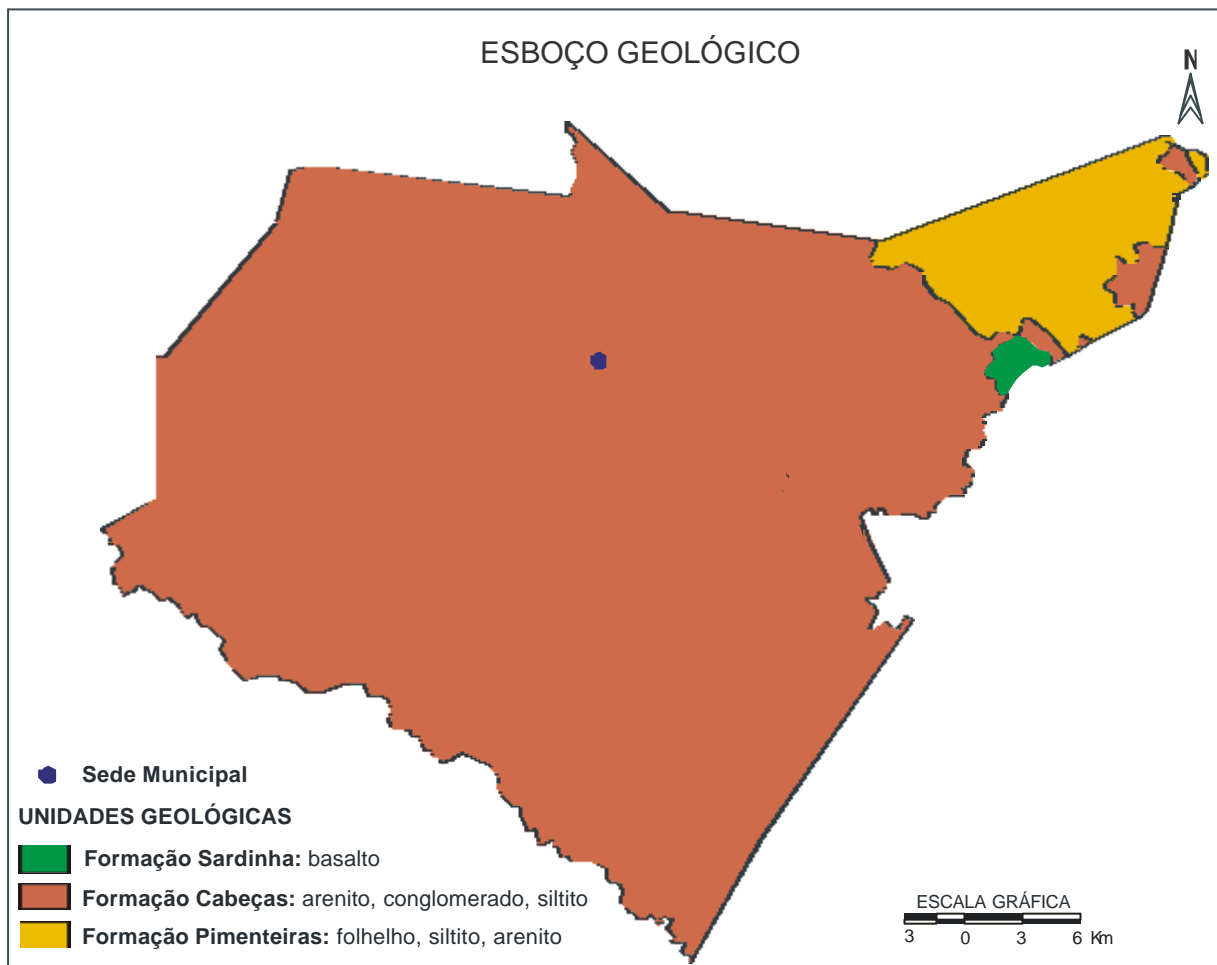 ESBOÇO GEOLÓGICO
N
Sede Municipal
UNIDADES GEOLÓGICAS
Formação Sardinha: basalto
Formação Cabeças: arenito, conglomerado, siltito
Formação Pimenteiras: folhelho, siltito, arenito
ESCALA GRÁFICA
3 0 3 6 Km